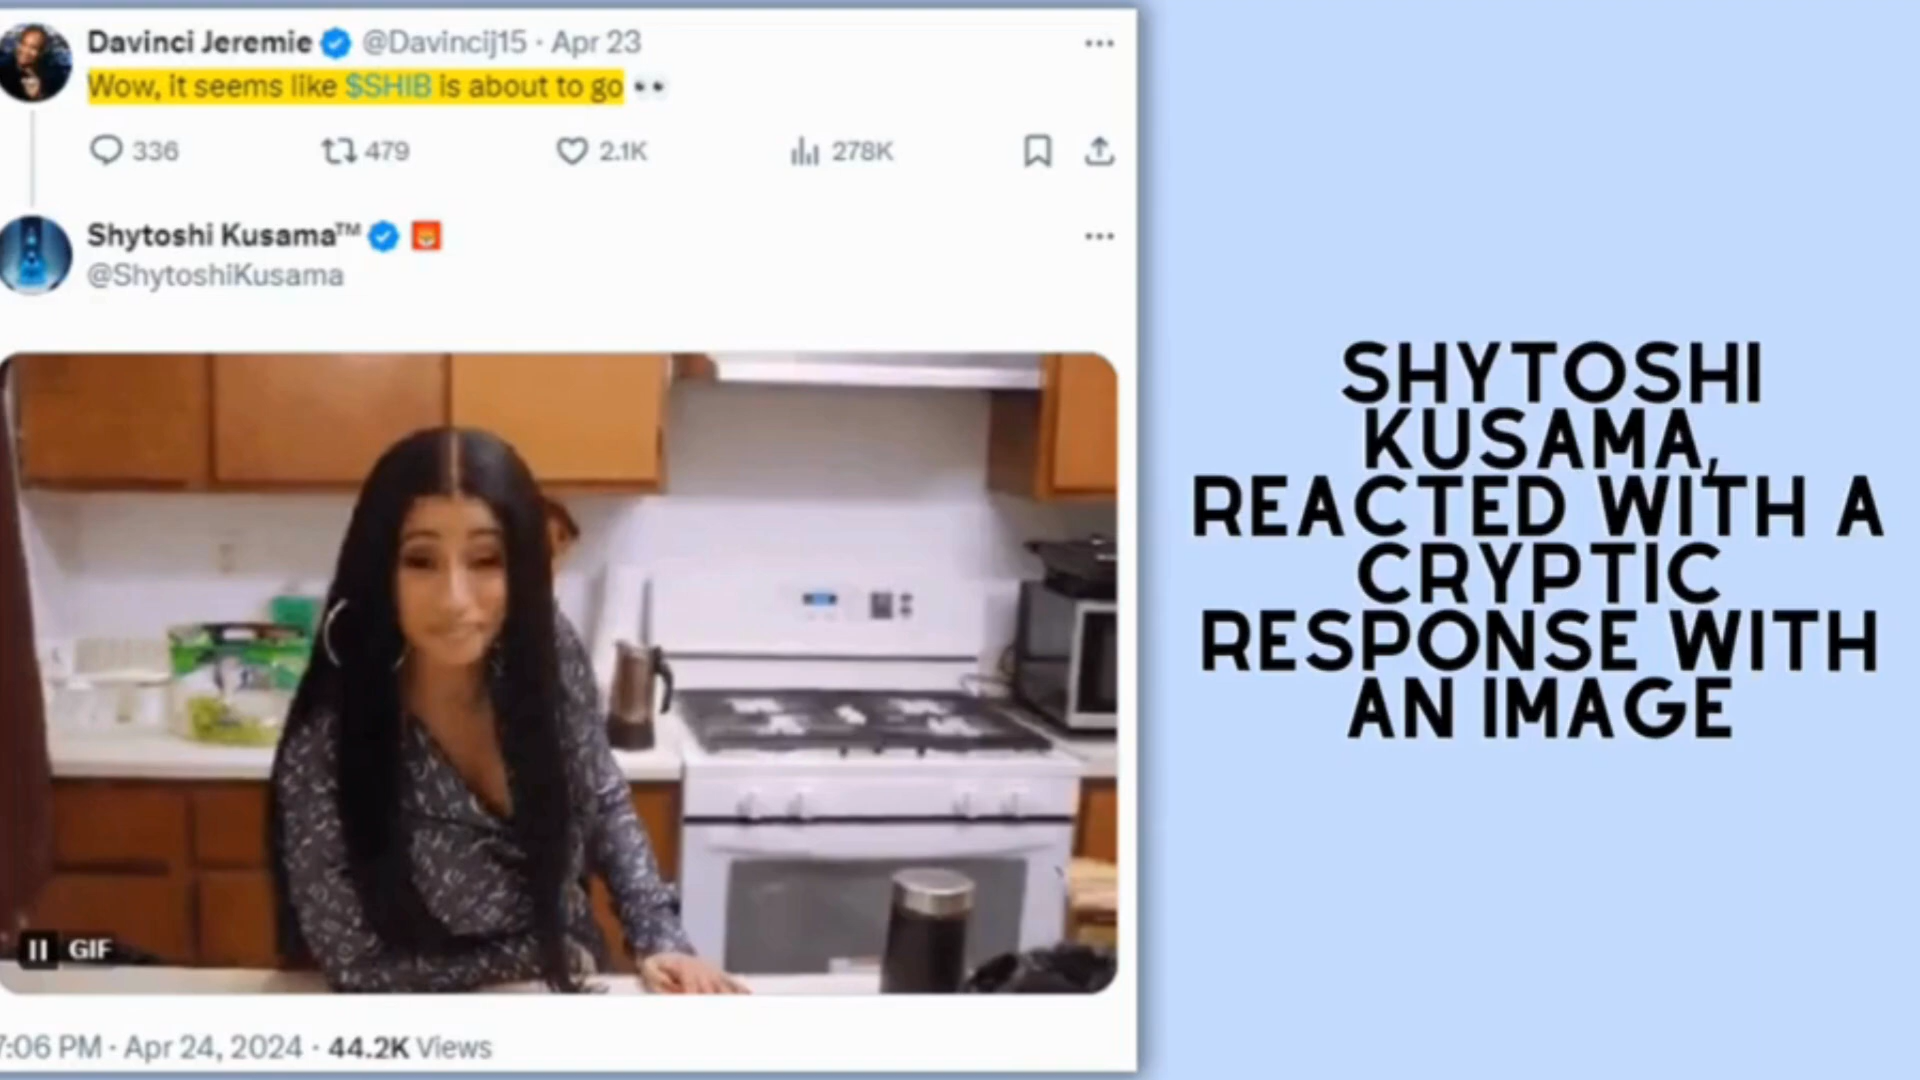 Davinci Jeremie @Davincij15 · Apr 23
Wow, it seems like $SHIB is about to go 👀
336 479 2.1K 278K
Shytoshi Kusama™
@ShytoshiKusama
GIF
7:06 PM · Apr 24, 2024 · 44.2K Views
SHYTOSHI
KUSAMA,
REACTED WITH A
CRYPTIC
RESPONSE WITH
AN IMAGE